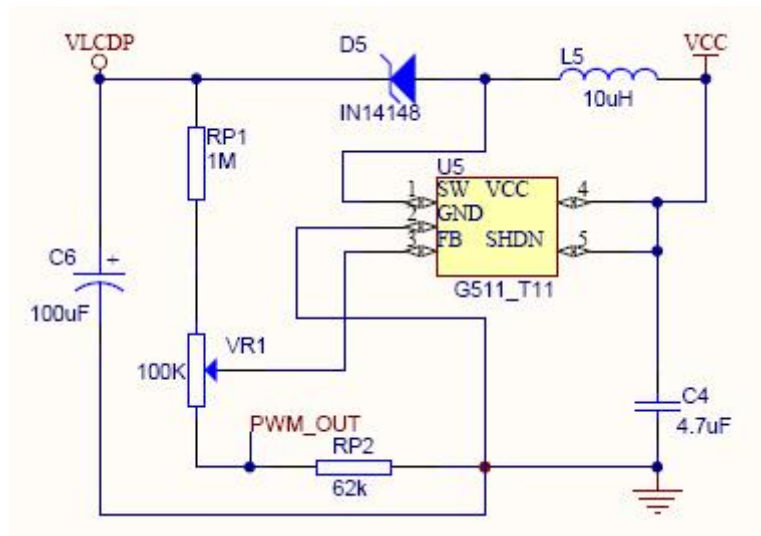 VLCDP
D5
L5
VCC
IN14148
10uH
RP1
1M
U5
1 SW VCC 4
2 GND
3 FB SHDN 5
G511_T11
C6 +
100uF
VR1
100K
PWM_OUT
RP2
62k
C4
4.7uF